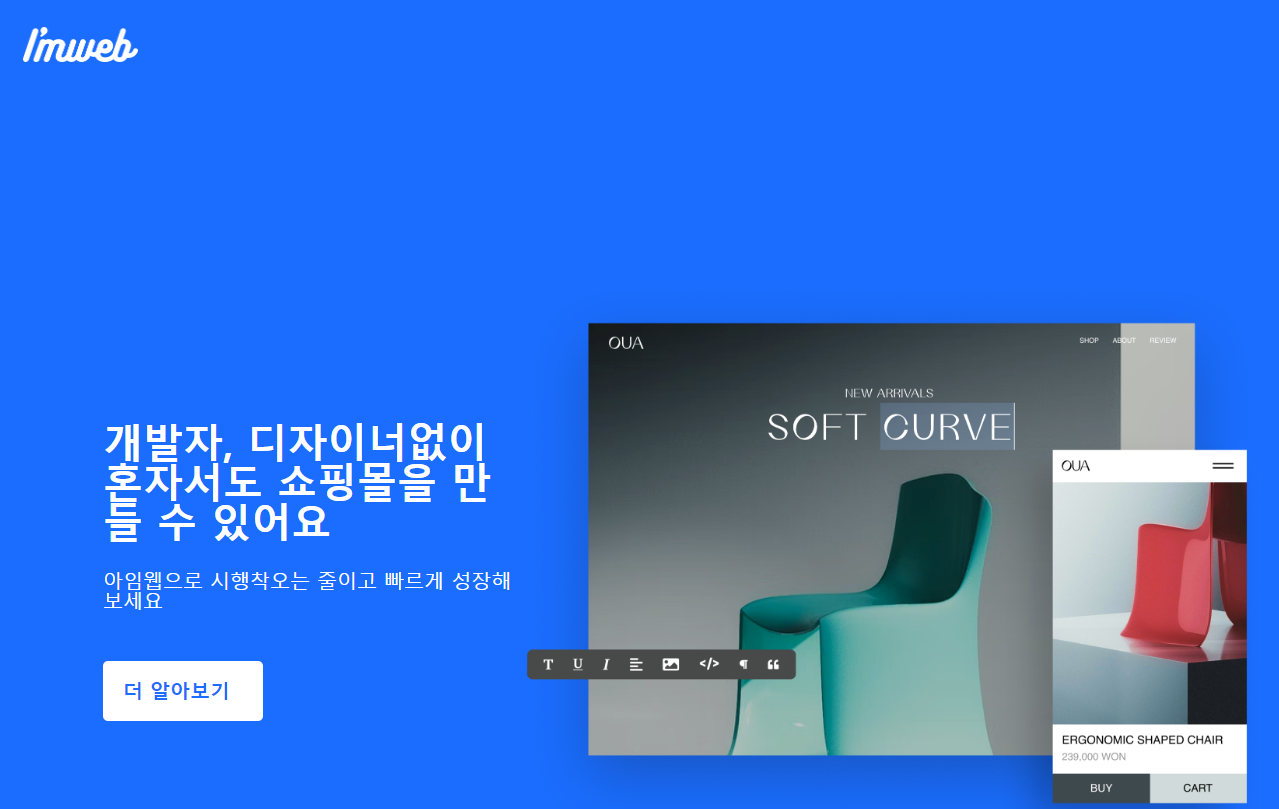 I'mweb
OUA
SHOP ABOUT REVIEW
NEW ARRIVALS
SOFT CURVE
개발자, 디자이너없이
혼자서도 쇼핑몰을 만
들 수 있어요
아임웹으로 시행착오는 줄이고 빠르게 성장해
보세요
더 알아보기
T U I </> ¶ “
OUA
ERGONOMIC SHAPED CHAIR
239,000 WON
BUY CART